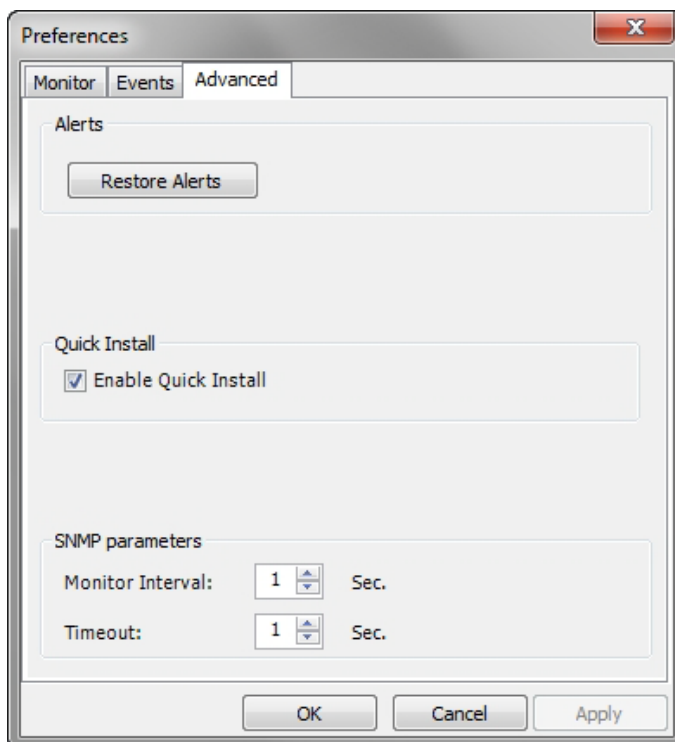 Preferences
Monitor Events Advanced
Alerts
Restore Alerts
Quick Install
Enable Quick Install
SNMP parameters
Monitor Interval: 1 Sec.
Timeout: 1 Sec.
OK Cancel Apply